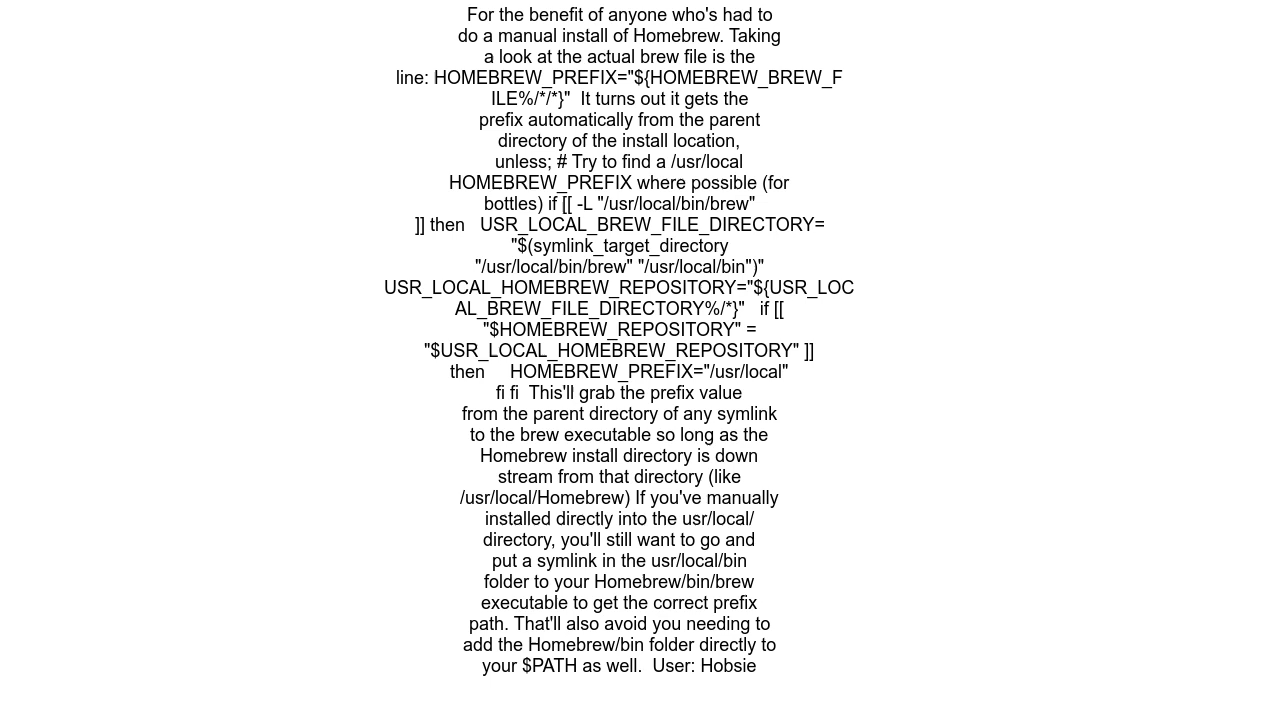 For the benefit of anyone who's had to
do a manual install of Homebrew. Taking
a look at the actual brew file is the
line: HOMEBREW_PREFIX="${HOMEBREW_BREW_F
ILE%/*/*}"  It turns out it gets the
prefix automatically from the parent
directory of the install location,
unless; # Try to find a /usr/local
HOMEBREW_PREFIX where possible (for
bottles) if [[ -L "/usr/local/bin/brew"
]] then   USR_LOCAL_BREW_FILE_DIRECTORY=
"$(symlink_target_directory
"/usr/local/bin/brew" "/usr/local/bin")"
USR_LOCAL_HOMEBREW_REPOSITORY="${USR_LOC
AL_BREW_FILE_DIRECTORY%/*}"   if [[
"$HOMEBREW_REPOSITORY" =
"$USR_LOCAL_HOMEBREW_REPOSITORY" ]]
then     HOMEBREW_PREFIX="/usr/local"
fi fi  This'll grab the prefix value
from the parent directory of any symlink
to the brew executable so long as the
Homebrew install directory is down
stream from that directory (like
/usr/local/Homebrew) If you've manually
installed directly into the usr/local/
directory, you'll still want to go and
put a symlink in the usr/local/bin
folder to your Homebrew/bin/brew
executable to get the correct prefix
path. That'll also avoid you needing to
add the Homebrew/bin folder directly to
your $PATH as well.  User: Hobsie